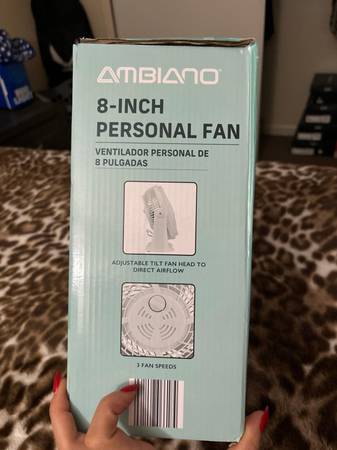 AMBIANO
8-INCH
PERSONAL FAN
VENTILADOR PERSONAL DE
8 PULGADAS
ADJUSTABLE TILT FAN HEAD TO
DIRECT AIRFLOW
3 FAN SPEEDS